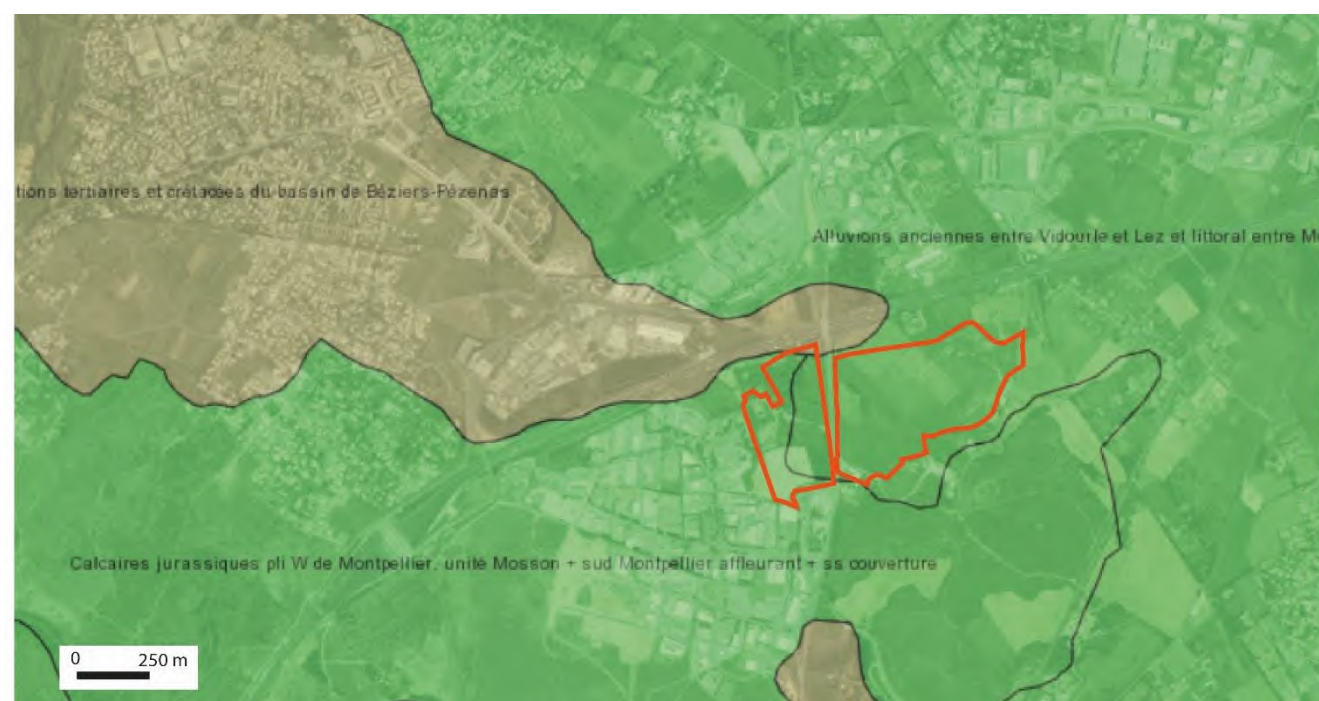 tions tertiaires et crétacées du bassin de Béziers-Pézenas
Alluvions anciennes entre Vidourle et Lez et littoral entre Mo
Calcaires jurassiques pli W de Montpellier, unité Mosson + sud Montpellier affleurant + ss couverture
0 250 m